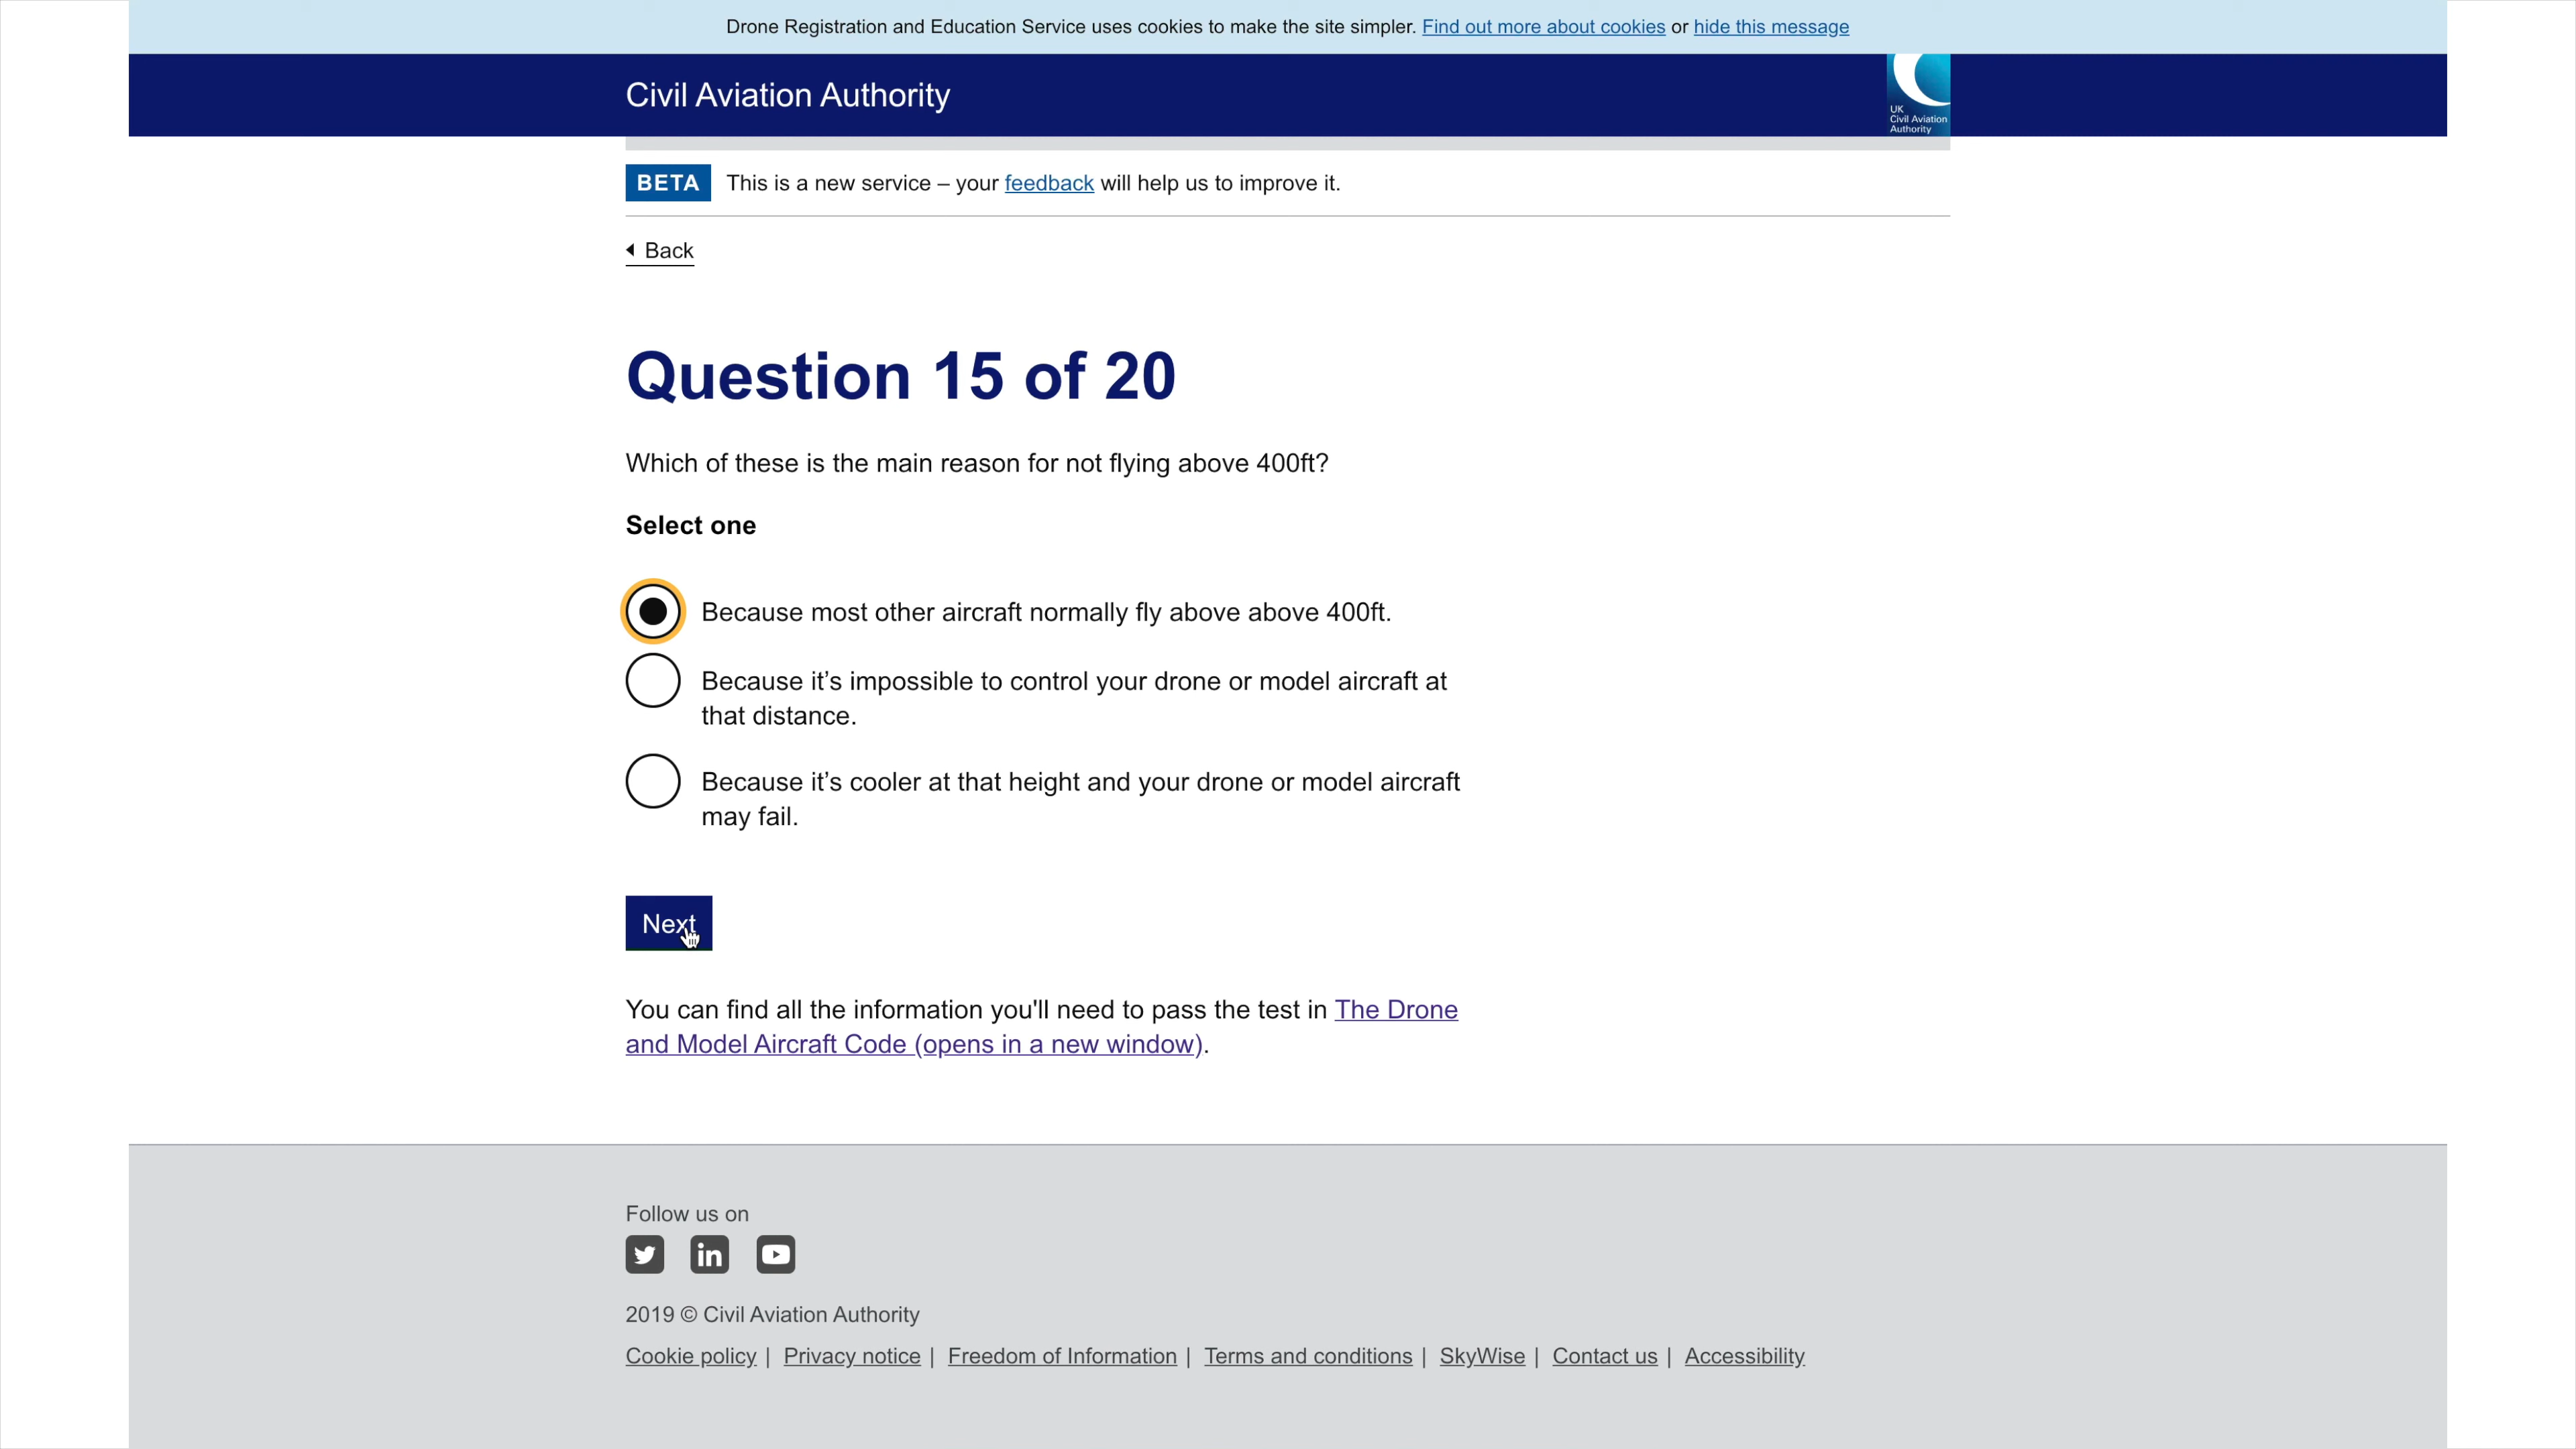 Drone Registration and Education Service uses cookies to make the site simpler. Find out more about cookies or hide this message
Civil Aviation Authority
UK
Civil Aviation
Authority
BETA This is a new service – your feedback will help us to improve it.
Back
Question 15 of 20
Which of these is the main reason for not flying above 400ft?
Select one
Because most other aircraft normally fly above above 400ft.
Because it’s impossible to control your drone or model aircraft at
that distance.
Because it’s cooler at that height and your drone or model aircraft
may fail.
Next
You can find all the information you'll need to pass the test in The Drone
and Model Aircraft Code (opens in a new window).
Follow us on
in
2019 © Civil Aviation Authority
Cookie policy | Privacy notice | Freedom of Information | Terms and conditions | SkyWise | Contact us | Accessibility